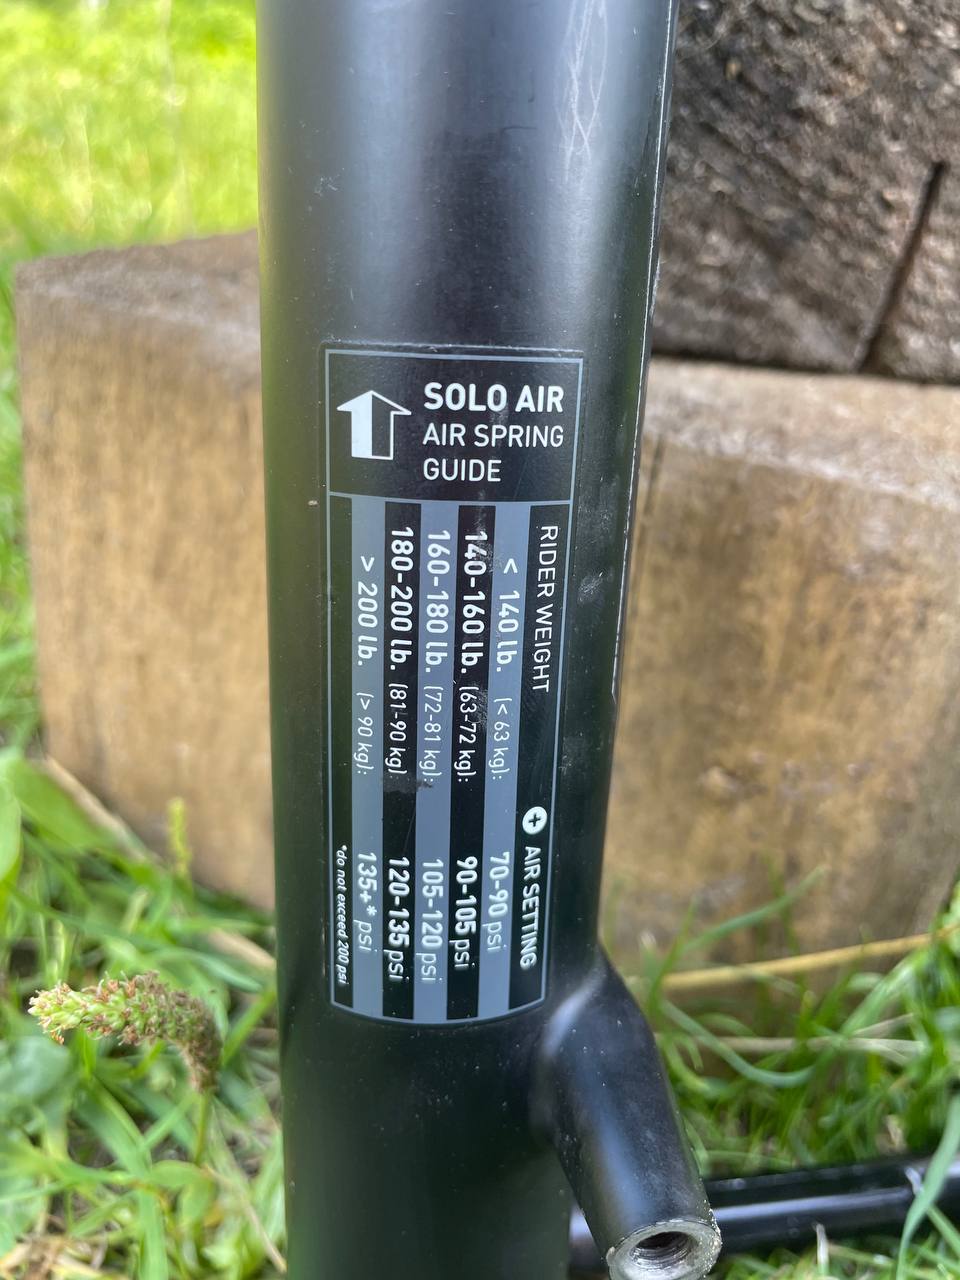 SOLO AIR
AIR SPRING
GUIDE
RIDER WEIGHT + AIR SETTING
< 140 lb. (< 63 kg): 70-90 psi
140-160 lb. (63-72 kg): 90-105 psi
160-180 lb. (72-81 kg): 105-120 psi
180-200 lb. (81-90 kg): 120-135 psi
> 200 lb. (> 90 kg): 135+* psi
*do not exceed 200 psi